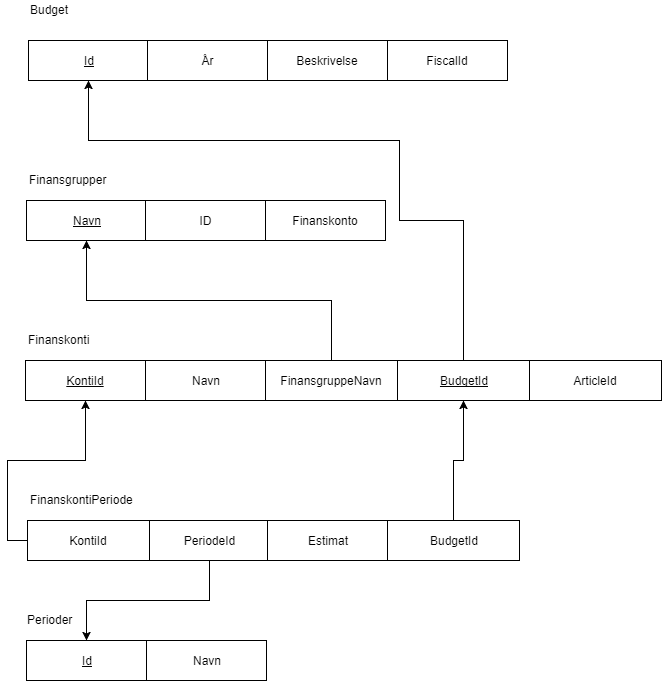 Budget
Id År Beskrivelse FiscalId
Finansgrupper
Navn ID Finanskonto
Finanskonti
KontiId Navn FinansgruppeNavn BudgetId ArticleId
FinanskontiPeriode
KontiId PeriodeId Estimat BudgetId
Perioder
Id Navn